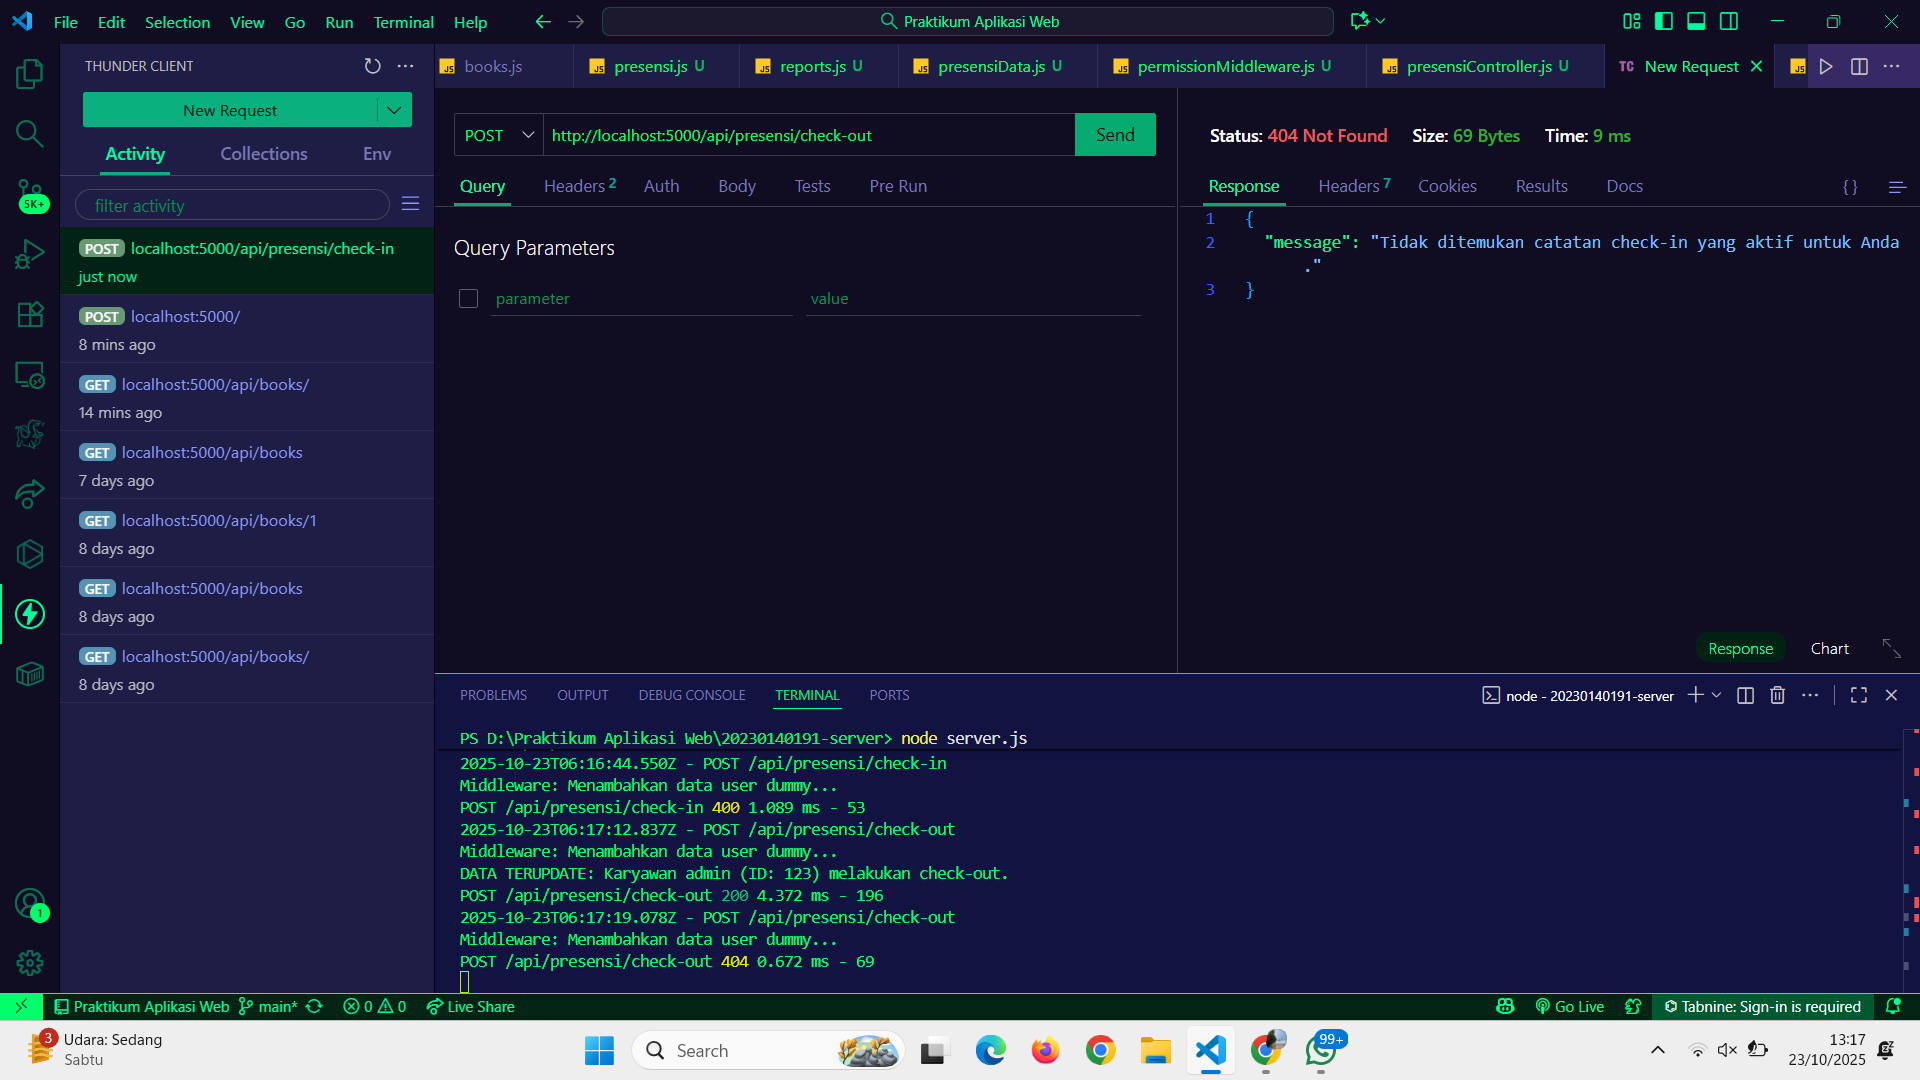 File Edit Selection View Go Run Terminal Help
Praktikum Aplikasi Web
THUNDER CLIENT
New Request
Activity Collections Env
filter activity
POST localhost:5000/api/presensi/check-in
just now
POST localhost:5000/
8 mins ago
GET localhost:5000/api/books/
14 mins ago
GET localhost:5000/api/books
7 days ago
GET localhost:5000/api/books/1
8 days ago
GET localhost:5000/api/books
8 days ago
GET localhost:5000/api/books/
8 days ago
5K+
1
JS books.js
JS presensi.js U
JS reports.js U
JS presensiData.js U
JS permissionMiddleware.js U
JS presensiController.js U
TC New Request
JS
POST http://localhost:5000/api/presensi/check-out Send
Query Headers 2 Auth Body Tests Pre Run
Query Parameters
parameter value
Status: 404 Not Found Size: 69 Bytes Time: 9 ms
Response Headers 7 Cookies Results Docs { }
1 {
2 "message": "Tidak ditemukan catatan check-in yang aktif untuk Anda
."
3 }
Response Chart
PROBLEMS OUTPUT DEBUG CONSOLE TERMINAL PORTS
node - 20230140191-server
PS D:\Praktikum Aplikasi Web\20230140191-server> node server.js
2025-10-23T06:16:44.550Z - POST /api/presensi/check-in
Middleware: Menambahkan data user dummy...
POST /api/presensi/check-in 400 1.089 ms - 53
2025-10-23T06:17:12.837Z - POST /api/presensi/check-out
Middleware: Menambahkan data user dummy...
DATA TERUPDATE: Karyawan admin (ID: 123) melakukan check-out.
POST /api/presensi/check-out 200 4.372 ms - 196
2025-10-23T06:17:19.078Z - POST /api/presensi/check-out
Middleware: Menambahkan data user dummy...
POST /api/presensi/check-out 404 0.672 ms - 69
Praktikum Aplikasi Web main* 0 0 Live Share
Go Live Tabnine: Sign-in is required
3 Udara: Sedang
Sabtu
Search
99+
13:17
23/10/2025